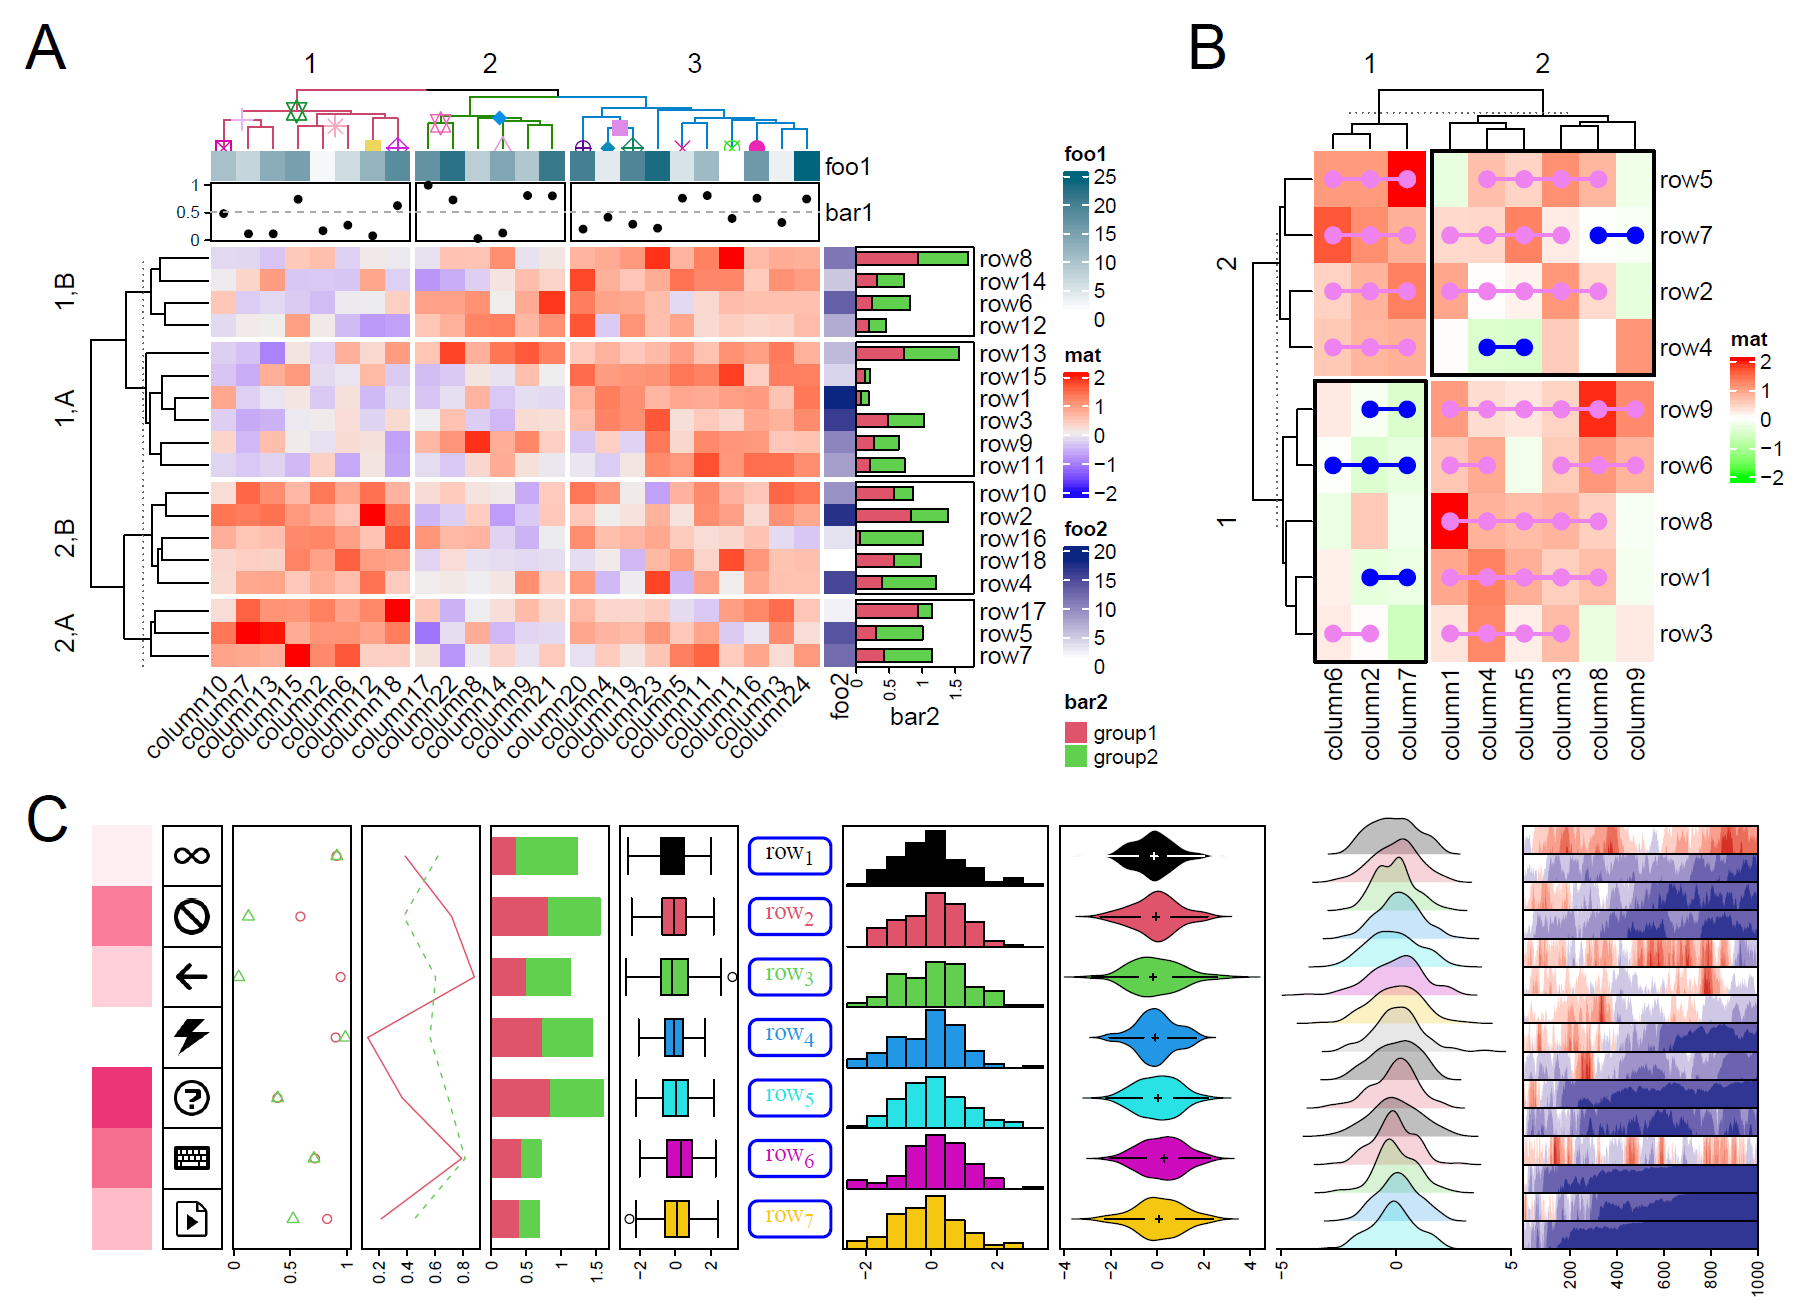 A
1
2
3
foo1
1
0.5
0
bar1
1,B
1,A
2,B
2,A
row8
row14
row6
row12
row13
row15
row1
row3
row9
row11
row10
row2
row16
row18
row4
row17
row5
row7
column10
column7
column13
column15
column2
column6
column12
column18
column17
column22
column8
column14
column9
column21
column20
column4
column19
column23
column5
column11
column1
column16
column3
column24
foo2
0
0.5
1
1.5
bar2
foo1
25
20
15
10
5
0
mat
2
1
0
−1
−2
foo2
20
15
10
5
0
bar2
group1
group2
B
1
2
2
1
row5
row7
row2
row4
row9
row6
row8
row1
row3
column6
column2
column7
column1
column4
column5
column3
column8
column9
mat
2
1
0
−1
−2
C
row1
row2
row3
row4
row5
row6
row7
0
0.5
1
0.2
0.4
0.6
0.8
0
0.5
1
1.5
−2
0
2
−2
0
2
−4
−2
0
2
4
−5
0
5
200
400
600
800
1000